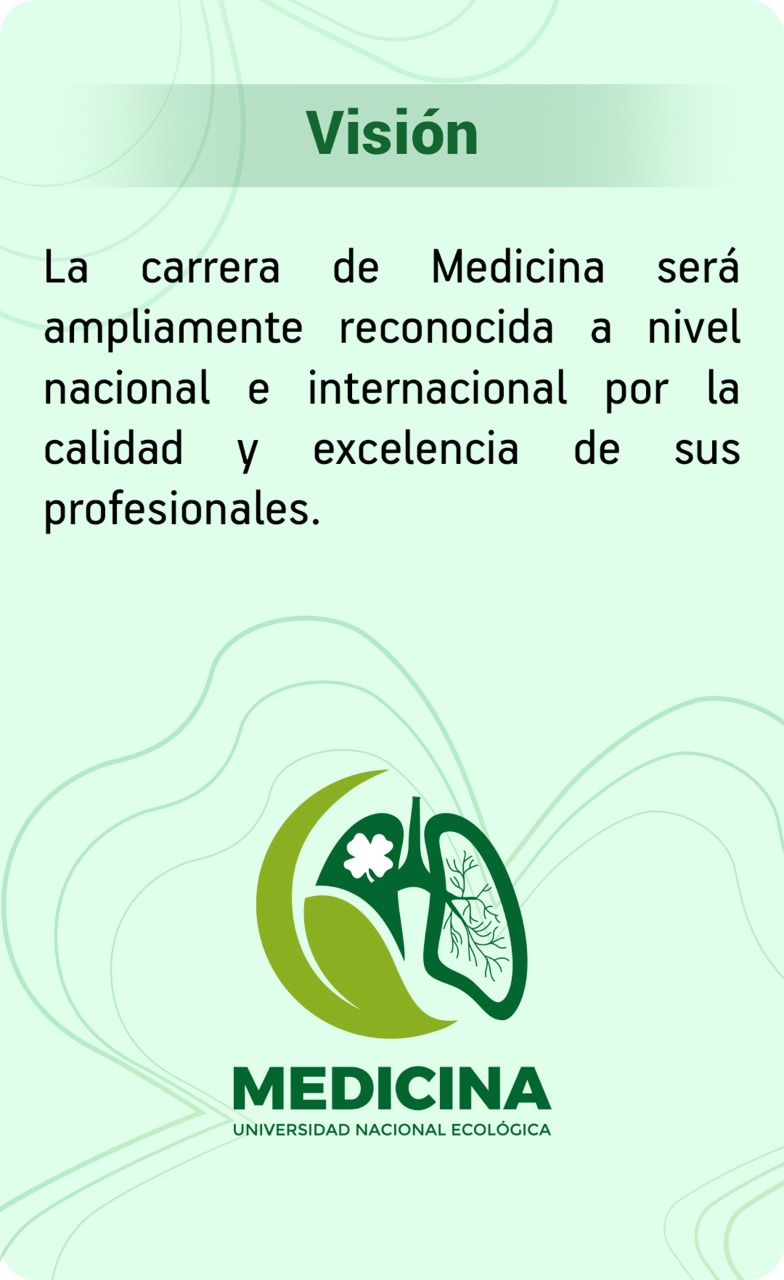 Visión
La carrera de Medicina será
ampliamente reconocida a nivel
nacional e internacional por la
calidad y excelencia de sus
profesionales.
MEDICINA
UNIVERSIDAD NACIONAL ECOLÓGICA